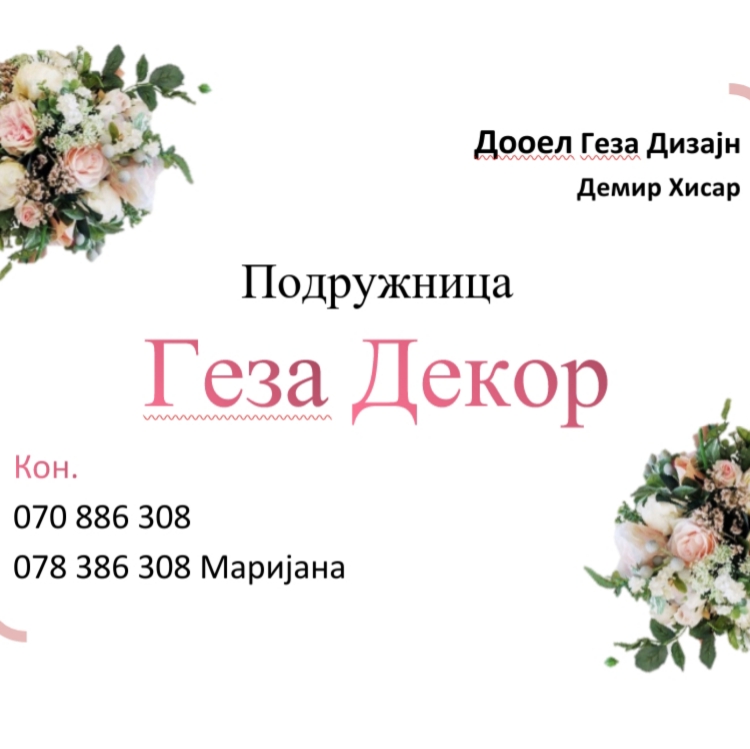 Дооел Геза Дизајн
Демир Хисар
Подружница
Геза Декор
Кон.
070 886 308
078 386 308 Маријана